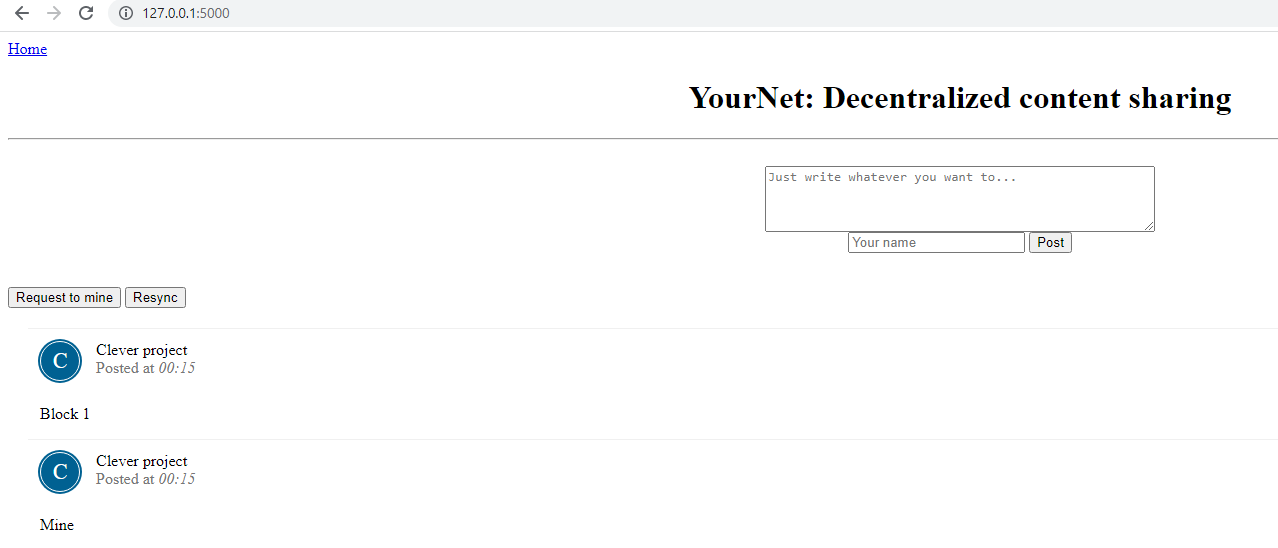 127.0.0.1:5000
Home
YourNet: Decentralized content sharing
Just write whatever you want to...
Your name Post
Request to mine Resync
C Clever project
Posted at 00:15
Block 1
C Clever project
Posted at 00:15
Mine